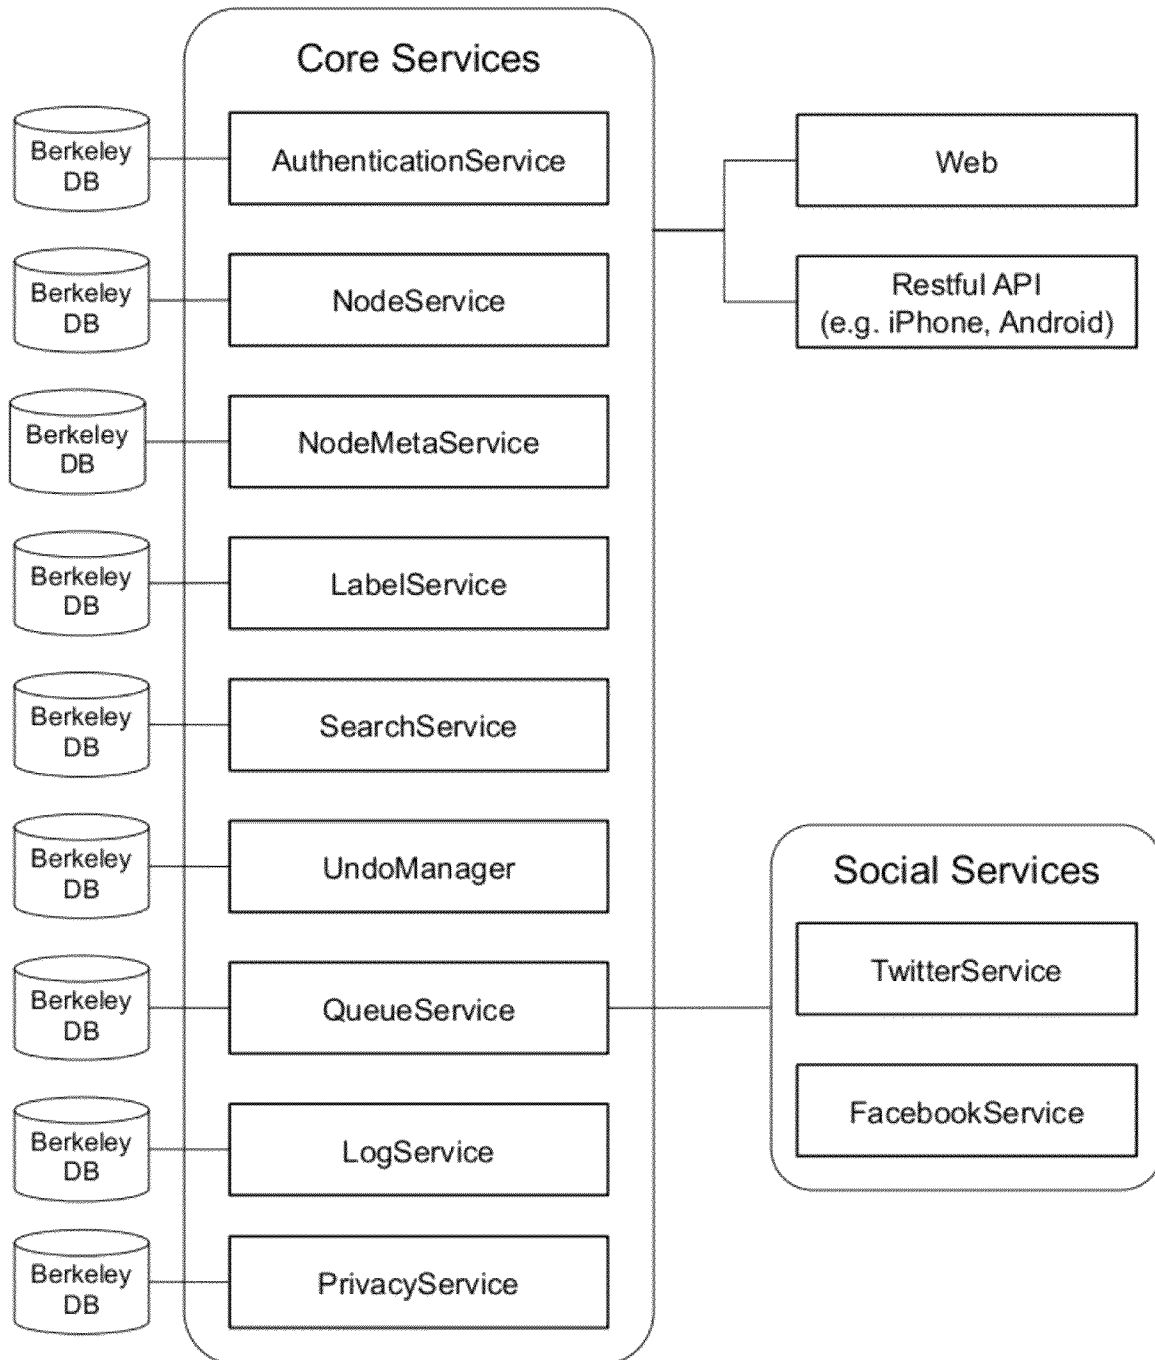 Core Services
Berkeley
DB
AuthenticationService
Web
Berkeley
DB
NodeService
Restful API
(e.g. iPhone, Android)
Berkeley
DB
NodeMetaService
Berkeley
DB
LabelService
Berkeley
DB
SearchService
Berkeley
DB
UndoManager
Social Services
TwitterService
Berkeley
DB
QueueService
FacebookService
Berkeley
DB
LogService
Berkeley
DB
PrivacyService